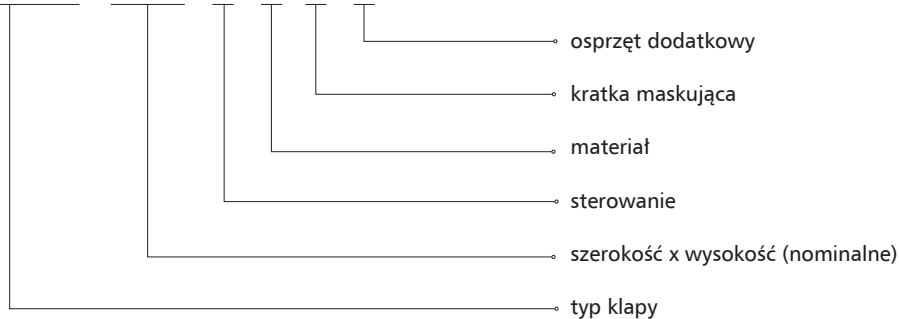 osprzęt dodatkowy
kratka maskująca
materiał
sterowanie
szerokość x wysokość (nominalne)
typ klapy